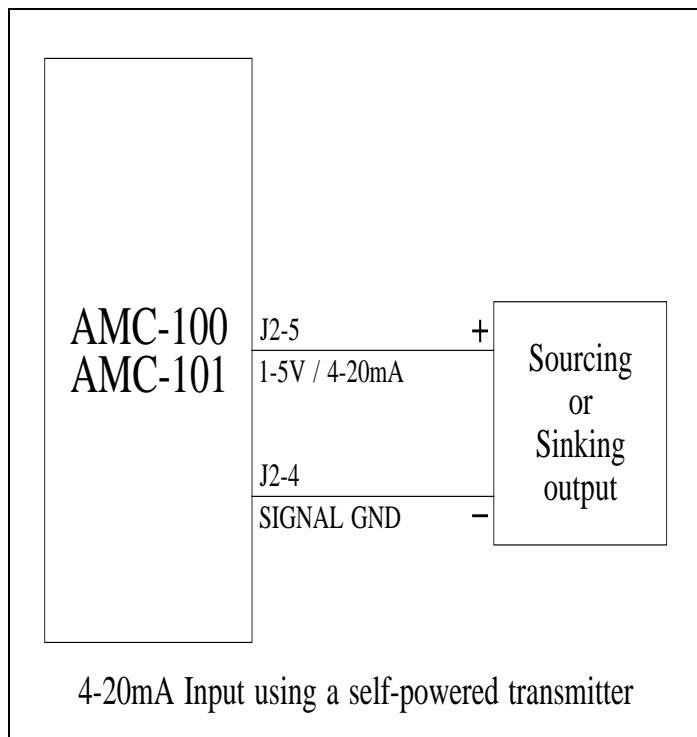 AMC-100
AMC-101
J2-5
+
1-5V / 4-20mA
J2-4
SIGNAL GND
−
Sourcing
or
Sinking
output
4-20mA Input using a self-powered transmitter